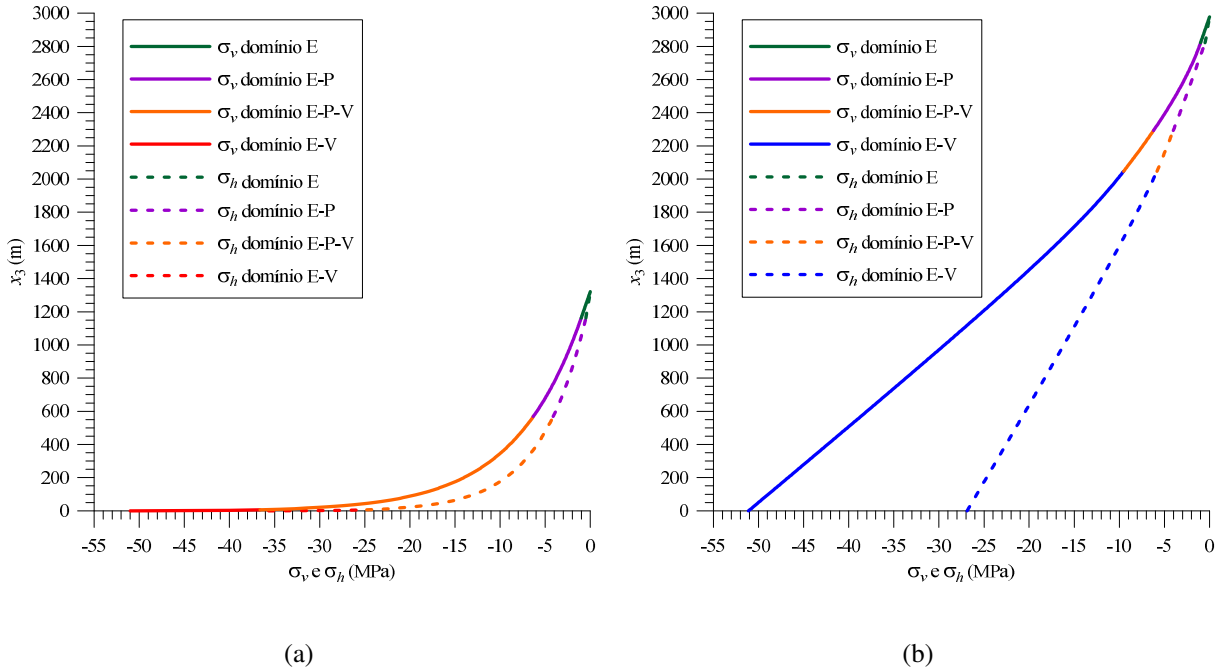 3000
2800
2600
2400
2200
2000
1800
1600
1400
1200
1000
800
600
400
200
0
x₃ (m)
σᵥ domínio E
σᵥ domínio E-P
σᵥ domínio E-P-V
σᵥ domínio E-V
σₕ domínio E
σₕ domínio E-P
σₕ domínio E-P-V
σₕ domínio E-V
-55 -50 -45 -40 -35 -30 -25 -20 -15 -10 -5 0
σᵥ e σₕ (MPa)
(a)
3000
2800
2600
2400
2200
2000
1800
1600
1400
1200
1000
800
600
400
200
0
x₃ (m)
σᵥ domínio E
σᵥ domínio E-P
σᵥ domínio E-P-V
σᵥ domínio E-V
σₕ domínio E
σₕ domínio E-P
σₕ domínio E-P-V
σₕ domínio E-V
-55 -50 -45 -40 -35 -30 -25 -20 -15 -10 -5 0
σᵥ e σₕ (MPa)
(b)